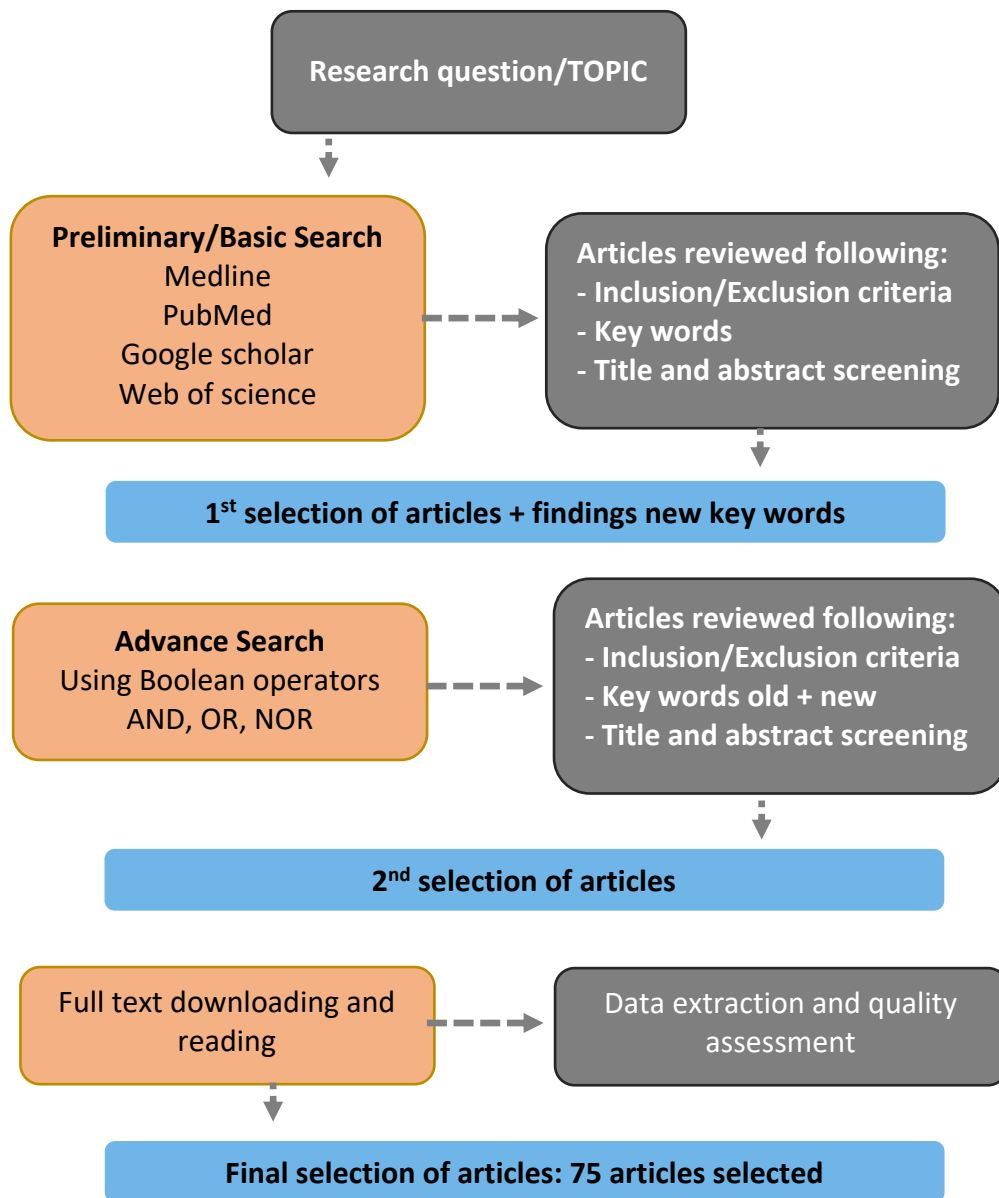 Research question/TOPIC
Preliminary/Basic Search
Medline
PubMed
Google scholar
Web of science
Articles reviewed following:
- Inclusion/Exclusion criteria
- Key words
- Title and abstract screening
1st selection of articles + findings new key words
Advance Search
Using Boolean operators
AND, OR, NOR
Articles reviewed following:
- Inclusion/Exclusion criteria
- Key words old + new
- Title and abstract screening
2nd selection of articles
Full text downloading and
reading
Data extraction and quality
assessment
Final selection of articles: 75 articles selected